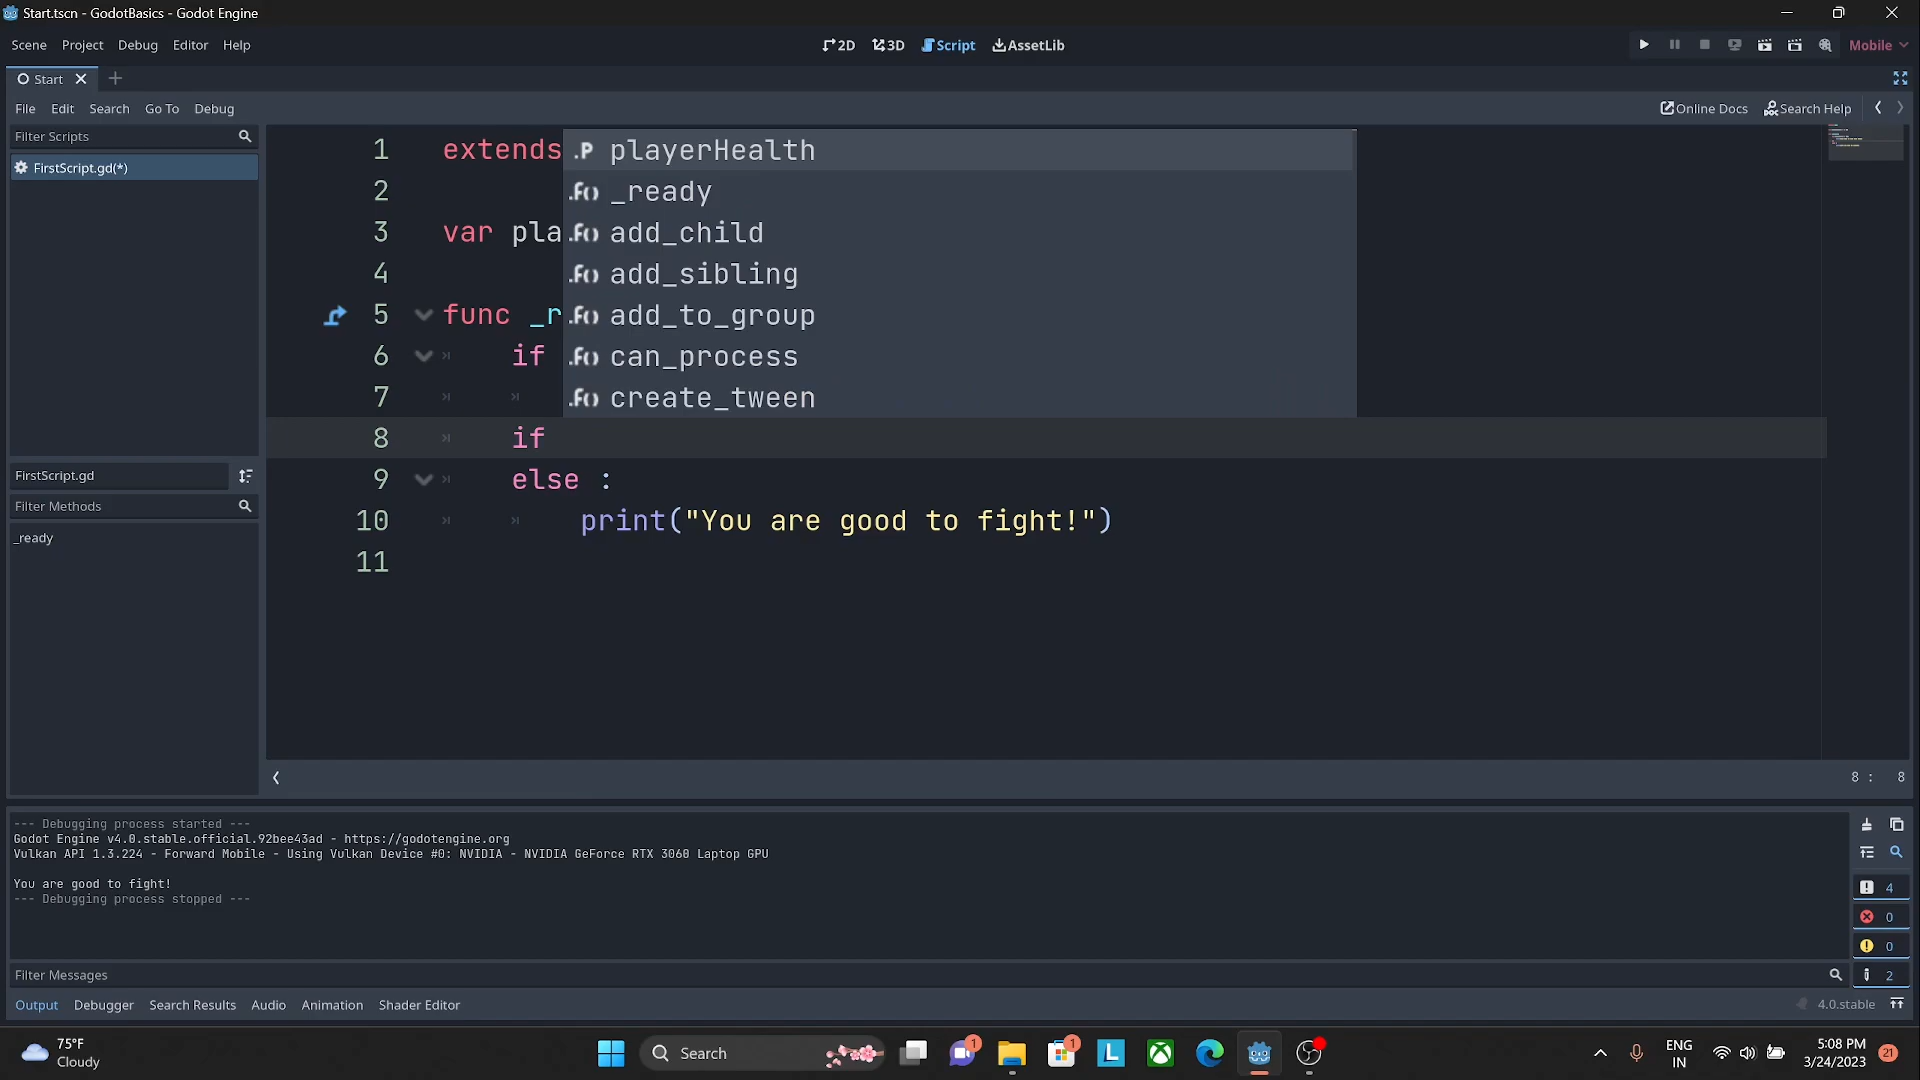 Start.tscn - GodotBasics - Godot Engine
Scene Project Debug Editor Help
2D 3D Script AssetLib
Mobile
Start
File Edit Search Go To Debug
Online Docs Search Help
Filter Scripts
FirstScript.gd(*)
FirstScript.gd
Filter Methods
_ready
1 extends
2
3 var pla
4
5 func _r
6 if
7
8 if
9 else :
10 print("You are good to fight!")
11
.P playerHealth
.F() _ready
.F() add_child
.F() add_sibling
.F() add_to_group
.F() can_process
.F() create_tween
8 : 8
--- Debugging process started ---
Godot Engine v4.0.stable.official.92bee43ad - https://godotengine.org
Vulkan API 1.3.224 - Forward Mobile - Using Vulkan Device #0: NVIDIA - NVIDIA GeForce RTX 3060 Laptop GPU
You are good to fight!
--- Debugging process stopped ---
4
0
0
2
Filter Messages
Output Debugger Search Results Audio Animation Shader Editor
4.0.stable
75°F
Cloudy
Search
1
1
L
ENG
IN
5:08 PM
3/24/2023
21